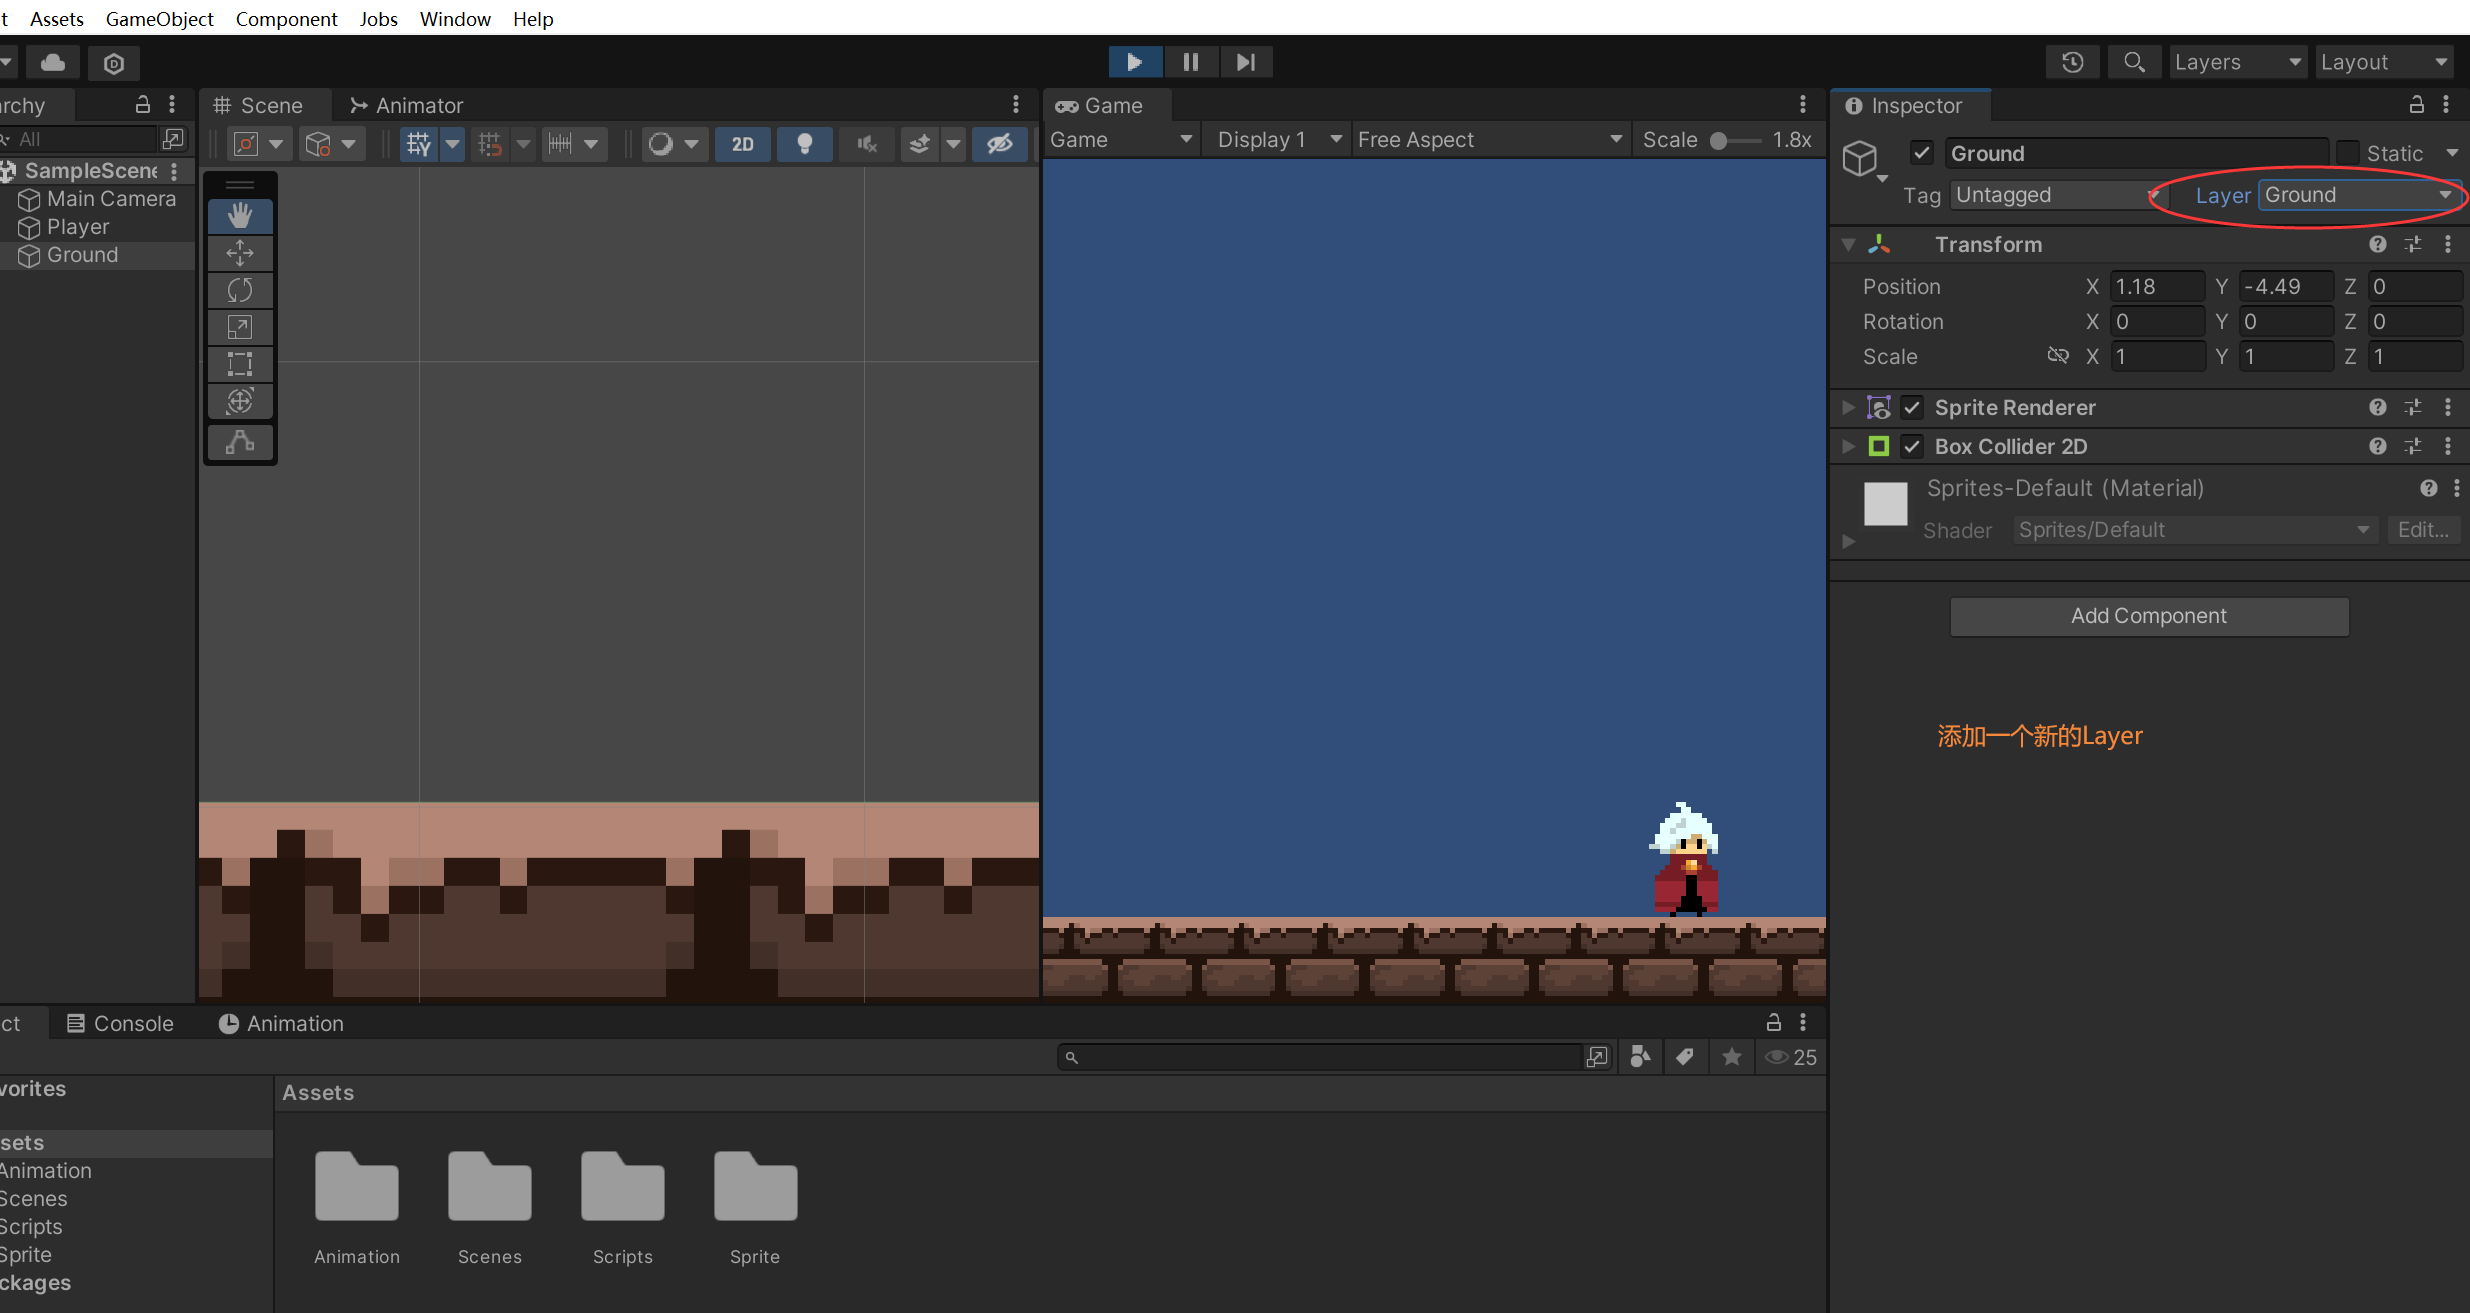 t Assets GameObject Component Jobs Window Help
Layers Layout
archy
Scene Animator
Game
Inspector
All
2D
Game Display 1 Free Aspect Scale 1.8x
Ground Static
Tag Untagged Layer Ground
SampleScene
Main Camera
Player
Ground
Transform
Position X 1.18 Y -4.49 Z 0
Rotation X 0 Y 0 Z 0
Scale X 1 Y 1 Z 1
Sprite Renderer
Box Collider 2D
Sprites-Default (Material)
Shader Sprites/Default Edit...
Add Component
添加一个新的Layer
ct Console Animation
25
vorites
sets
Animation
Scenes
Scripts
Sprite
ckages
Assets
Animation Scenes Scripts Sprite